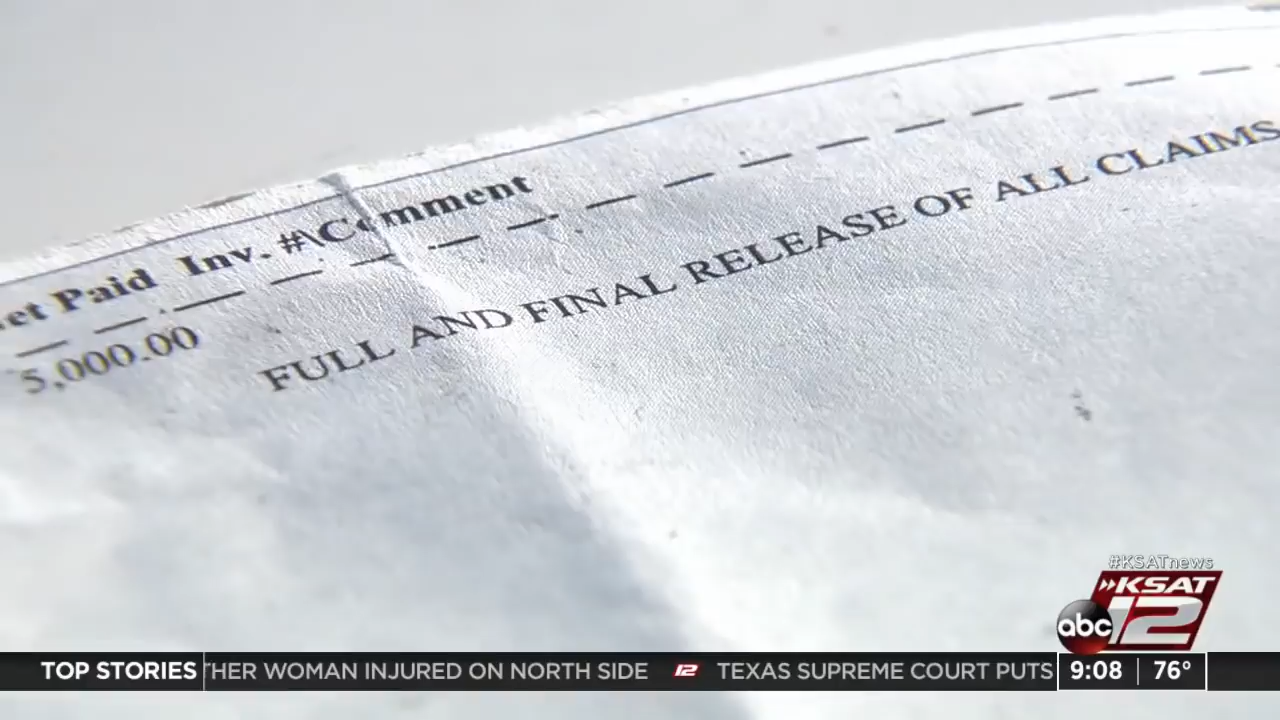 et Paid Inv. #\Comment
5,000.00 FULL AND FINAL RELEASE OF ALL CLAIMS
#KSATnews
KSAT
abc 12
TOP STORIES THER WOMAN INJURED ON NORTH SIDE 12 TEXAS SUPREME COURT PUTS 9:08 76°